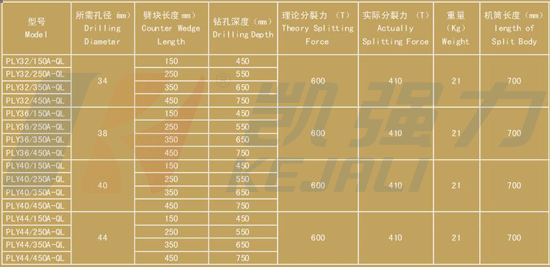 型号 所需孔径 mm) 劈块长度 mm) 钻孔深度（mm） 理论分裂力 （T） 实际分裂力 （T） 重量 机筒长度（mm）
Model Drilling Counter Wedge Drilling Depth Theory Splitting Actually （Kg） length of
Diameter Length Force Splitting Force Weight Split Body
PLY32/150A-QL 34 150 450 600 410 21 700
PLY32/250A-QL 250 550
PLY32/350A-QL 350 650
PLY32/450A-QL 450 750
PLY36/150A-QL 38 150 450 600 410 21 700
PLY36/250A-QL 250 550
PLY36/350A-QL 350 650
PLY36/450A-QL 450 750
PLY40/150A-QL 40 150 450 600 410 21 700
PLY40/250A-QL 250 550
PLY40/350A-QL 350 650
PLY40/450A-QL 450 750
PLY44/150A-QL 44 150 450 600 410 21 700
PLY44/250A-QL 250 550
PLY44/350A-QL 350 650
PLY44/450A-QL 450 750
® 凯强力
KEJALI